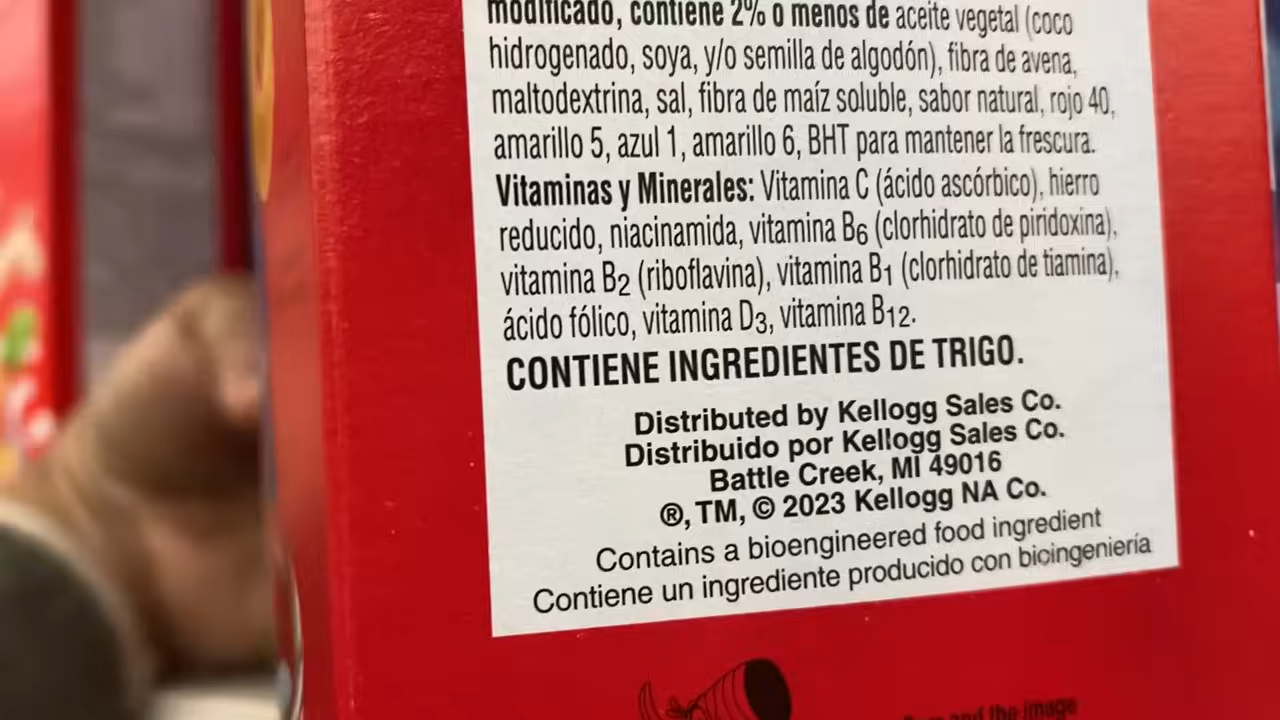 modificado, contiene 2% o menos de aceite vegetal (coco
hidrogenado, soya, y/o semilla de algodón), fibra de avena,
maltodextrina, sal, fibra de maíz soluble, sabor natural, rojo 40,
amarillo 5, azul 1, amarillo 6, BHT para mantener la frescura.
Vitaminas y Minerales: Vitamina C (ácido ascórbico), hierro
reducido, niacinamida, vitamina B6 (clorhidrato de piridoxina),
vitamina B2 (riboflavina), vitamina B1 (clorhidrato de tiamina),
ácido fólico, vitamina D3, vitamina B12.
CONTIENE INGREDIENTES DE TRIGO.
Distributed by Kellogg Sales Co.
Distribuido por Kellogg Sales Co.
Battle Creek, MI 49016
®, TM, © 2023 Kellogg NA Co.
Contains a bioengineered food ingredient
Contiene un ingrediente producido con bioingeniería
and the image